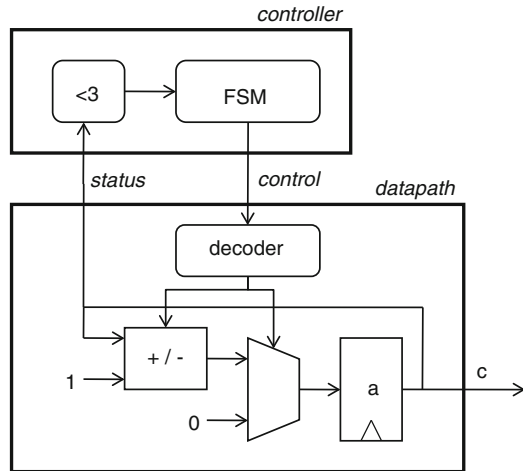 controller
<3
FSM
status
control
datapath
decoder
+ / -
1
0
a
c